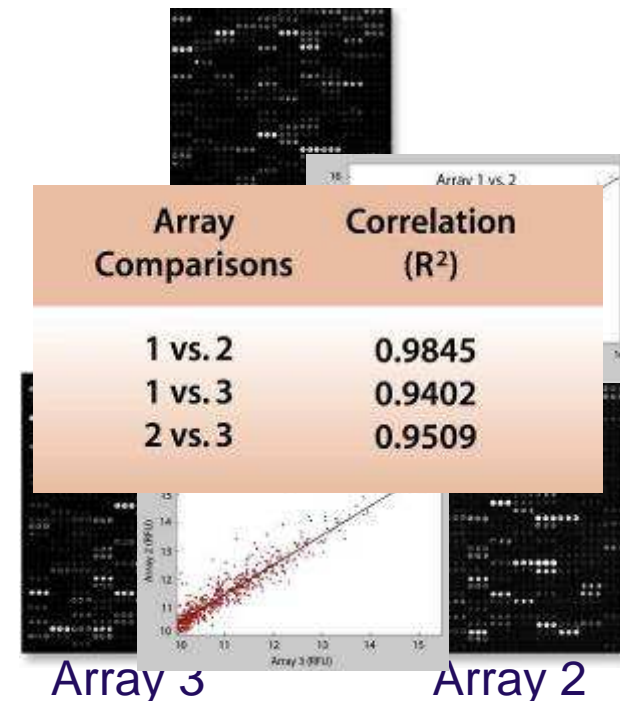 16
Array 1 vs. 2
Array Comparisons
Correlation (R²)
1 vs. 2 0.9845
1 vs. 3 0.9402
2 vs. 3 0.9509
15
14
13
12
11
10
Array 2 (RFU)
10 11 12 13 14 15
Array 3 (RFU)
Array 3 Array 2